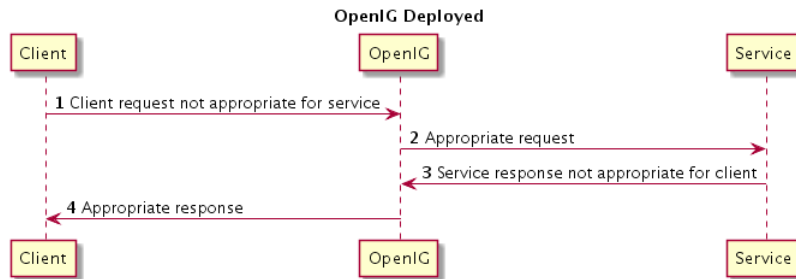 OpenIG Deployed
Client
OpenIG
Service
1 Client request not appropriate for service
2 Appropriate request
3 Service response not appropriate for client
4 Appropriate response
Client
OpenIG
Service